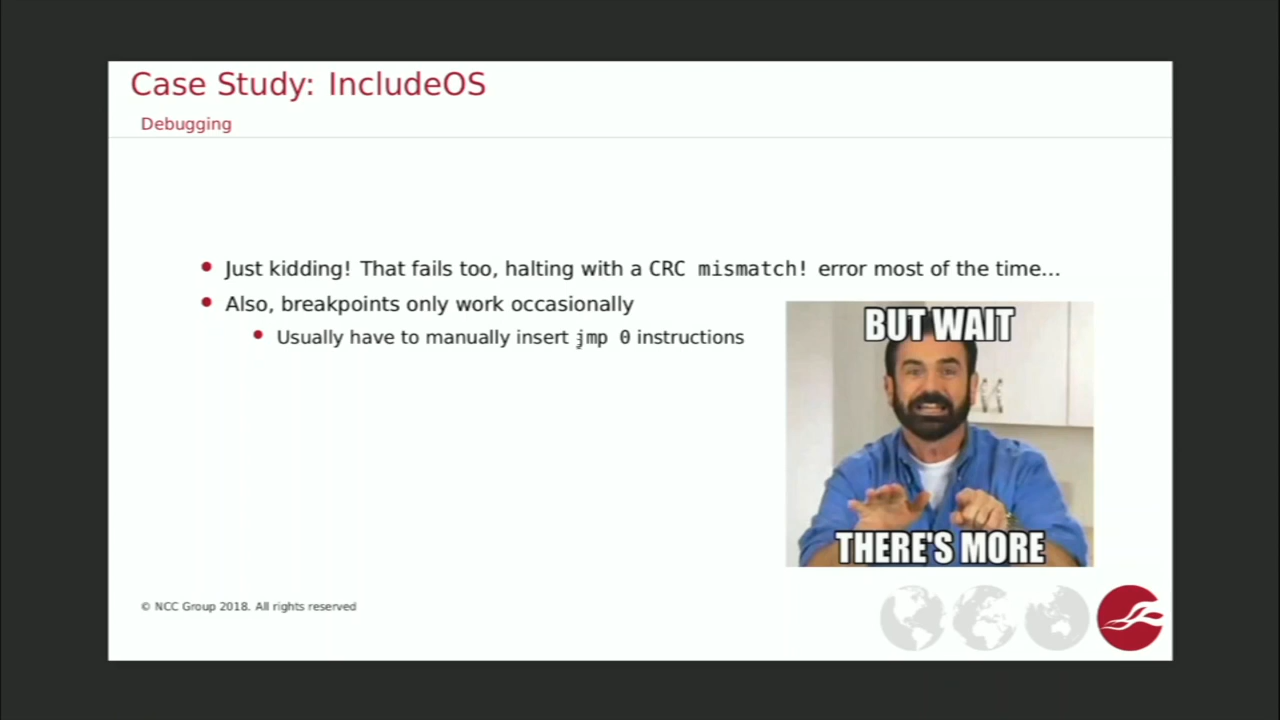 Case Study: IncludeOS
Debugging
Just kidding! That fails too, halting with a CRC mismatch! error most of the time...
Also, breakpoints only work occasionally
Usually have to manually insert jmp 0 instructions
BUT WAIT
THERE'S MORE
© NCC Group 2018. All rights reserved